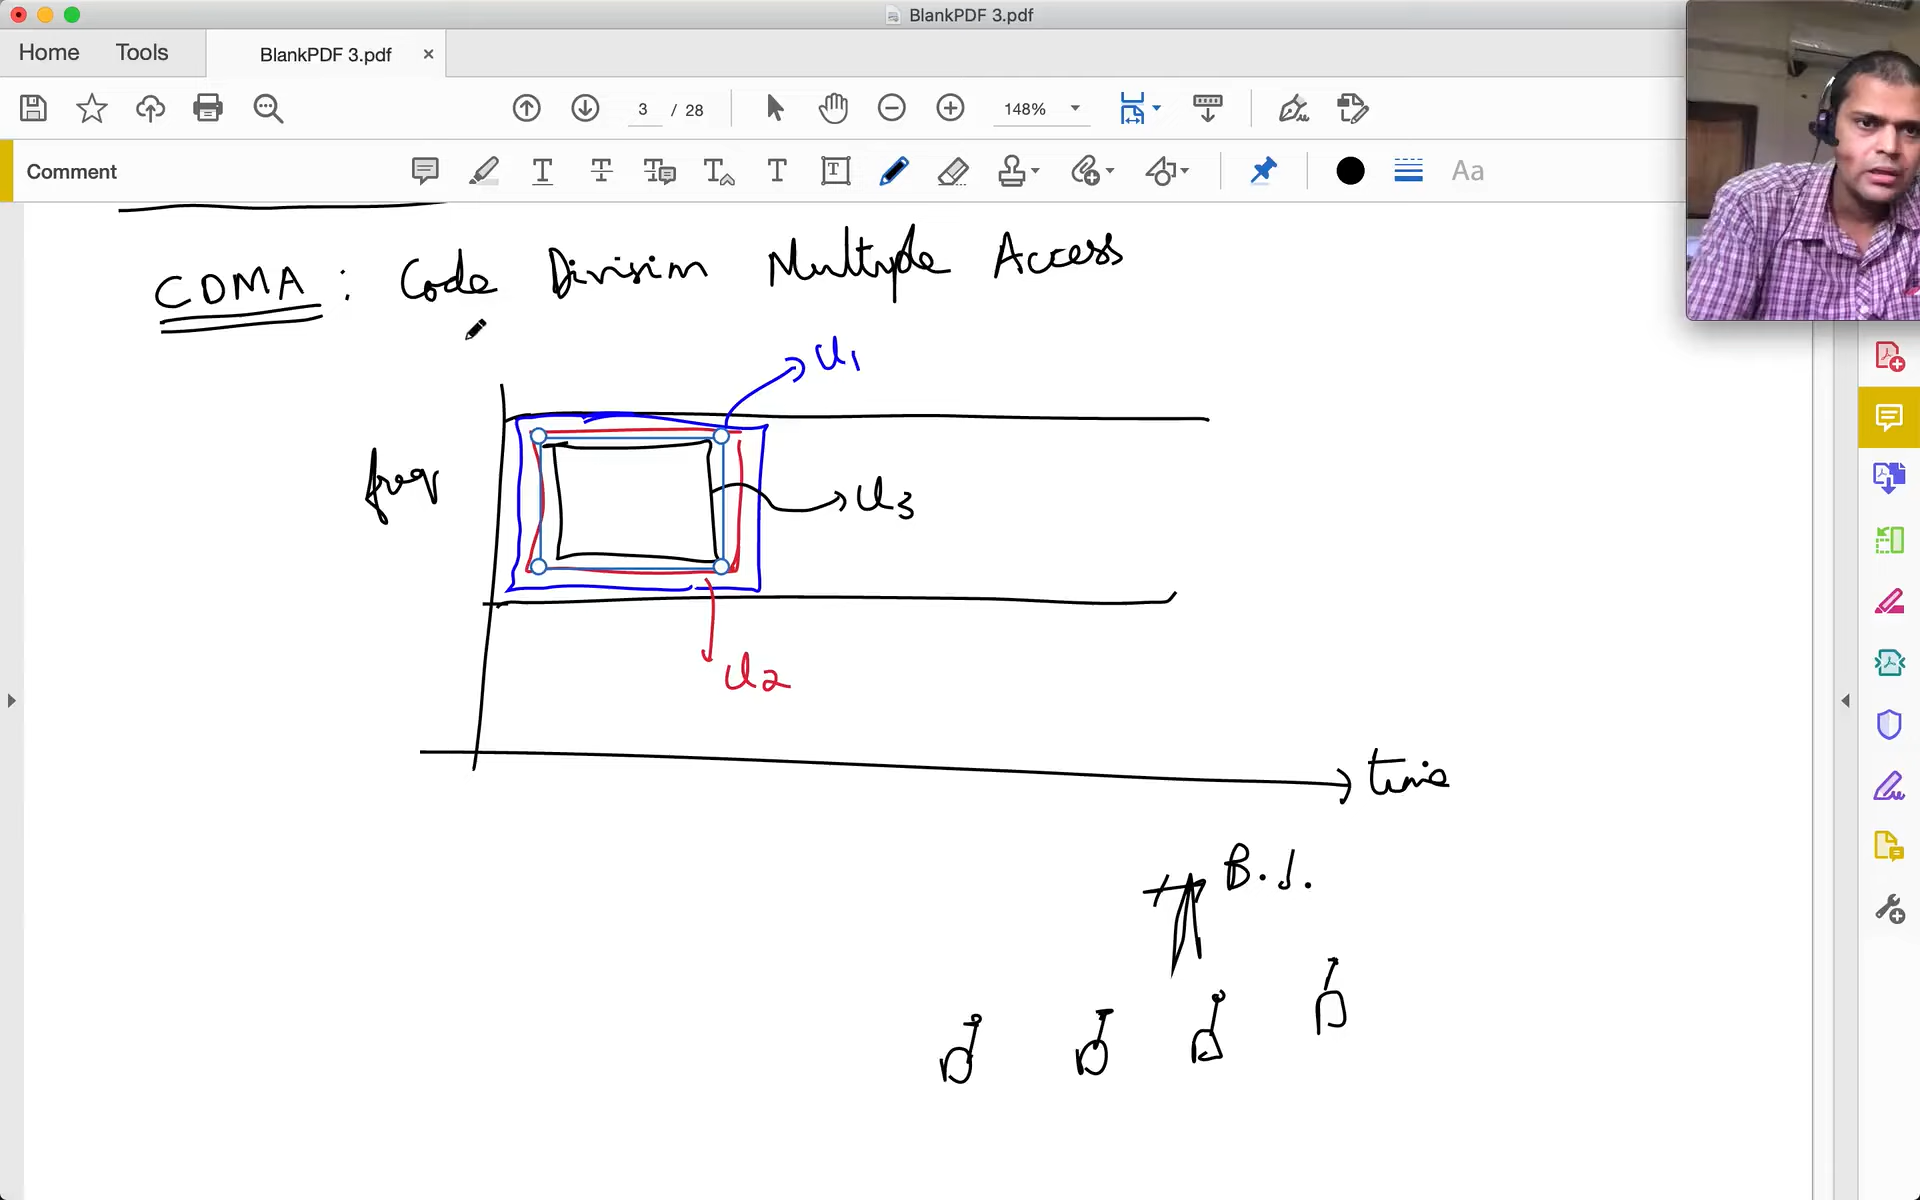 BlankPDF 3.pdf
Home Tools BlankPDF 3.pdf ×
3 / 28 148%
Comment Aa
CDMA : Code Division Multiple Access
U1
freq
U3
U2
time
B.S.